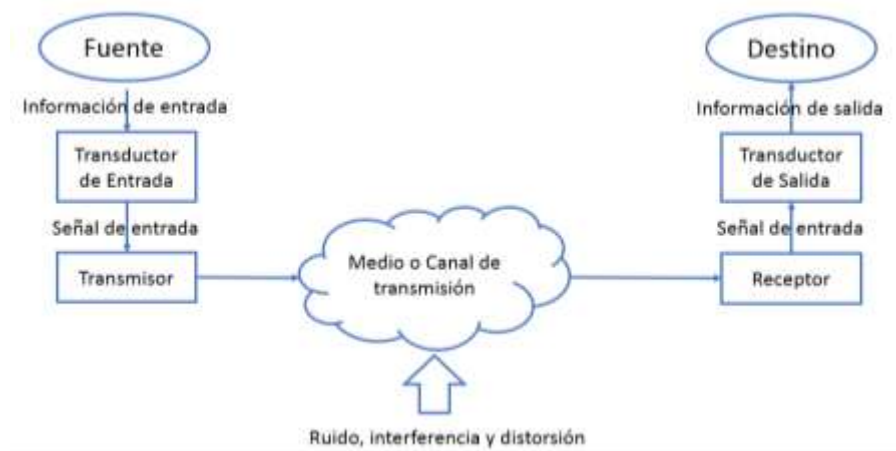 Fuente
Destino
Información de entrada
Información de salida
Transductor
de Entrada
Transductor
de Salida
Señal de entrada
Señal de entrada
Transmisor
Medio o Canal de
transmisión
Receptor
Ruido, interferencia y distorsión